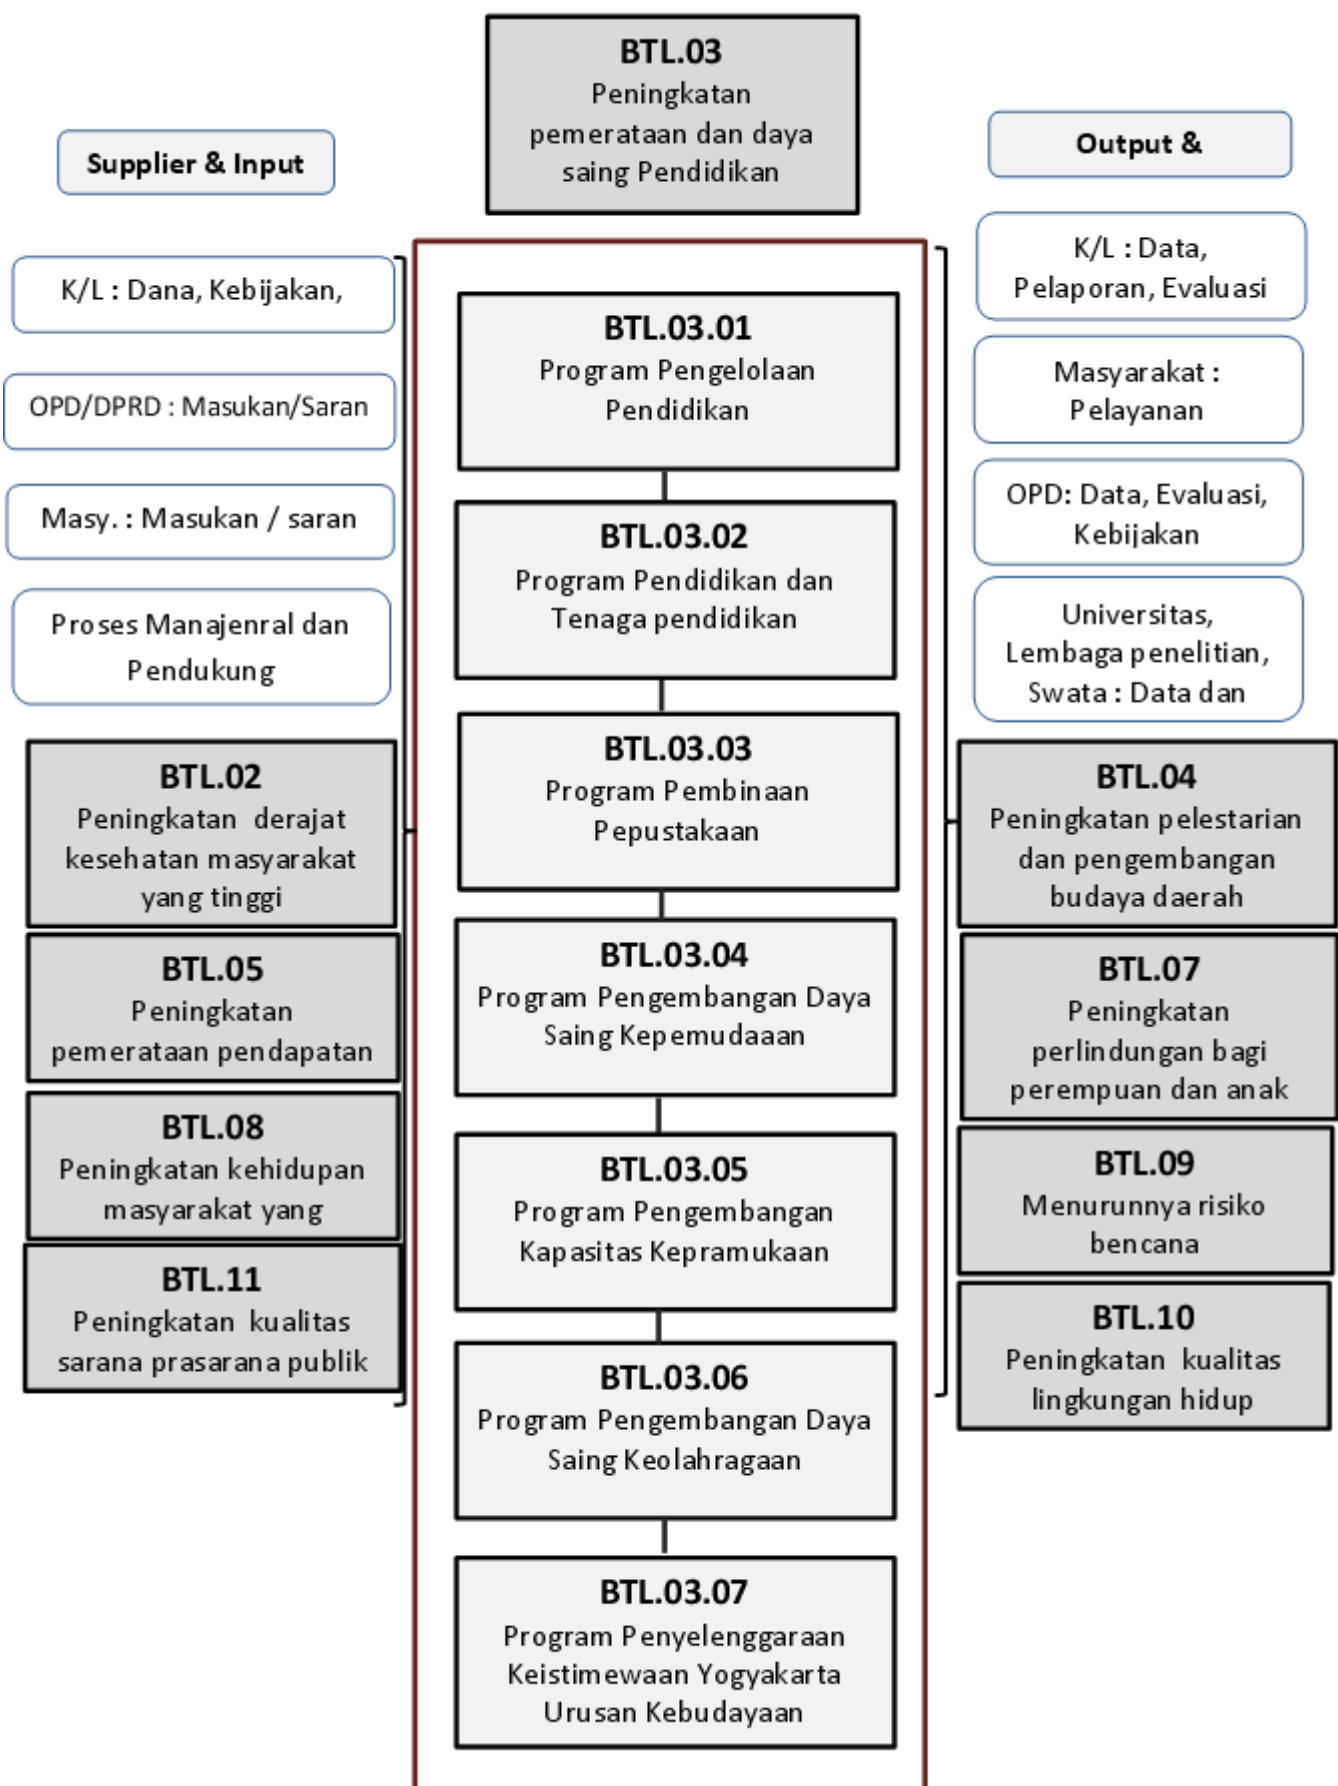 BTL.03
Peningkatan
pemerataan dan daya
saing Pendidikan
Supplier & Input
K/L : Dana, Kebijakan,
OPD/DPRD : Masukan/Saran
Masy. : Masukan / saran
Proses Manajenral dan
Pendukung
BTL.02
Peningkatan derajat
kesehatan masyarakat
yang tinggi
BTL.05
Peningkatan
pemerataan pendapatan
BTL.08
Peningkatan kehidupan
masyarakat yang
BTL.11
Peningkatan kualitas
sarana prasarana publik
BTL.03.01
Program Pengelolaan
Pendidikan
BTL.03.02
Program Pendidikan dan
Tenaga pendidikan
BTL.03.03
Program Pembinaan
Pepustakaan
BTL.03.04
Program Pengembangan Daya
Saing Kepemudaaan
BTL.03.05
Program Pengembangan
Kapasitas Kepramukaan
BTL.03.06
Program Pengembangan Daya
Saing Keolahragaan
BTL.03.07
Program Penyelenggaraan
Keistimewaan Yogyakarta
Urusan Kebudayaan
Output &
K/L : Data,
Pelaporan, Evaluasi
Masyarakat :
Pelayanan
OPD: Data, Evaluasi,
Kebijakan
Universitas,
Lembaga penelitian,
Swata : Data dan
BTL.04
Peningkatan pelestarian
dan pengembangan
budaya daerah
BTL.07
Peningkatan
perlindungan bagi
perempuan dan anak
BTL.09
Menurunnya risiko
bencana
BTL.10
Peningkatan kualitas
lingkungan hidup